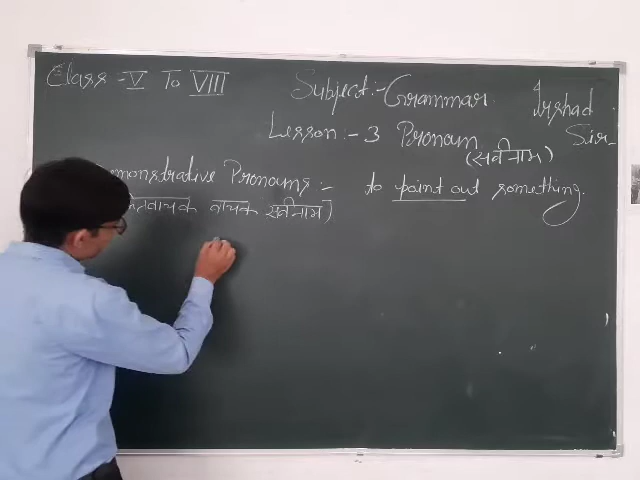 Class - V To VIII
Subject:- Grammar
Irshad Sir
Lesson:- 3 Pronoun
(सर्वनाम)
monstrative Pronouns:- to point out something.
वाचक सर्वनाम)